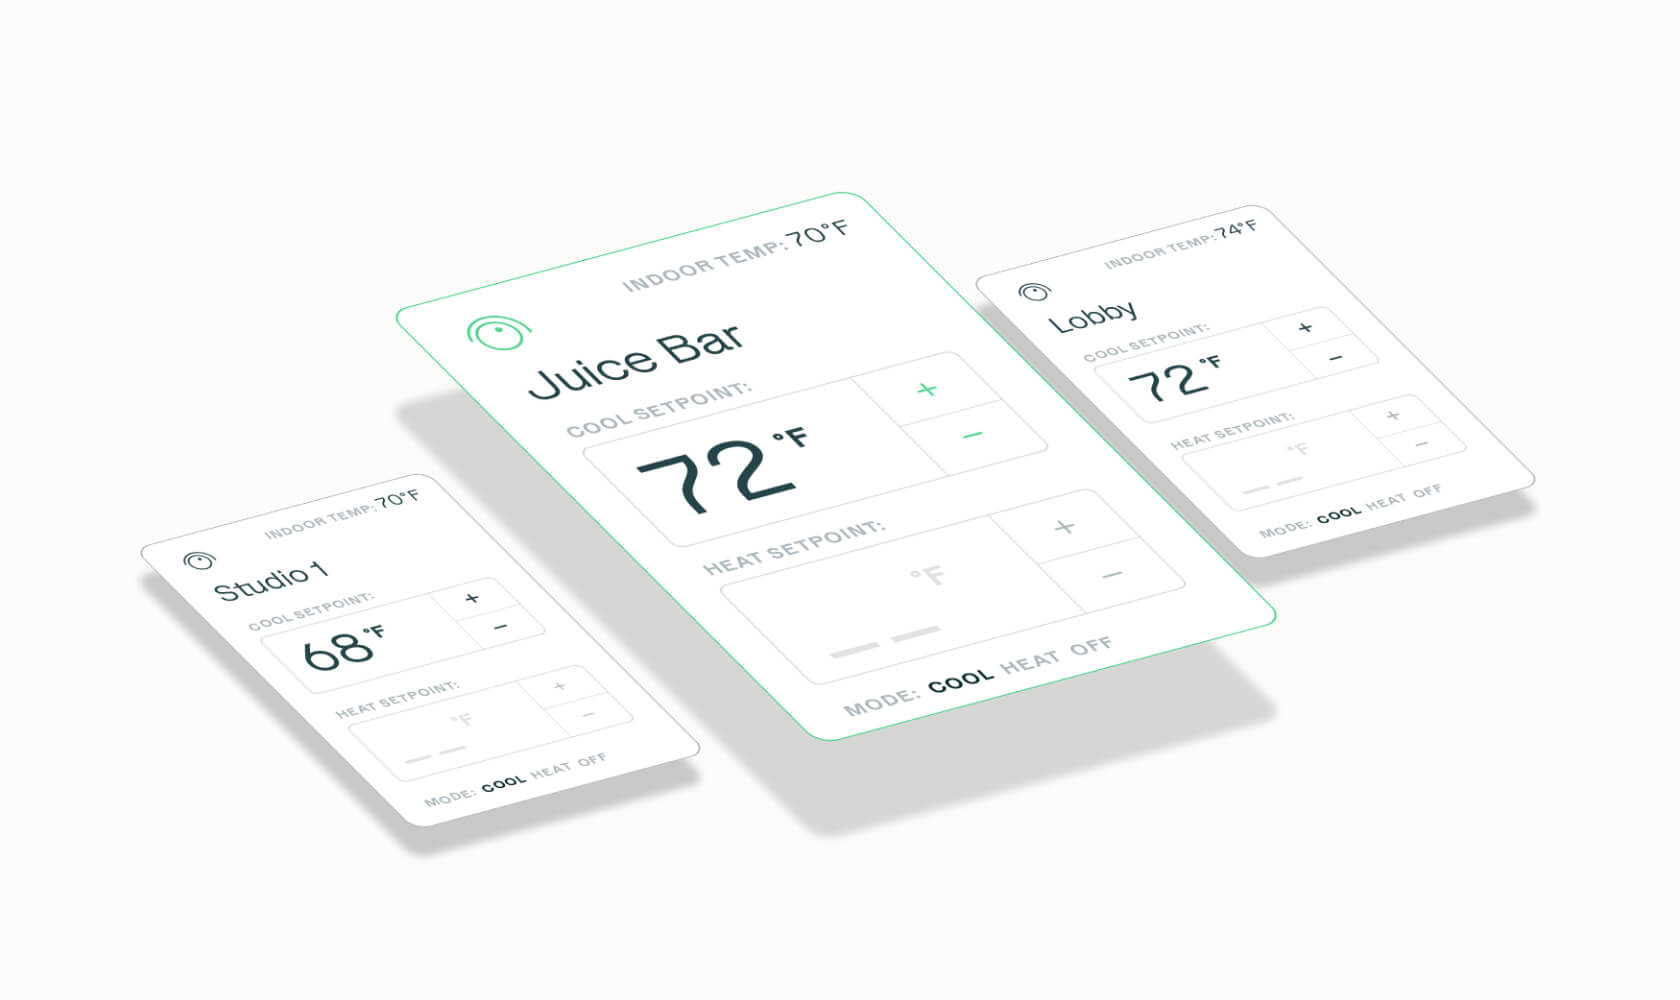 INDOOR TEMP: 70°F
Studio 1
COOL SETPOINT:
68°F
+
−
HEAT SETPOINT:
— — °F
+
−
MODE: COOL HEAT OFF
INDOOR TEMP: 70°F
Juice Bar
COOL SETPOINT:
72°F
+
−
HEAT SETPOINT:
— — °F
+
−
MODE: COOL HEAT OFF
INDOOR TEMP: 74°F
Lobby
COOL SETPOINT:
72°F
+
−
HEAT SETPOINT:
— — °F
+
−
MODE: COOL HEAT OFF